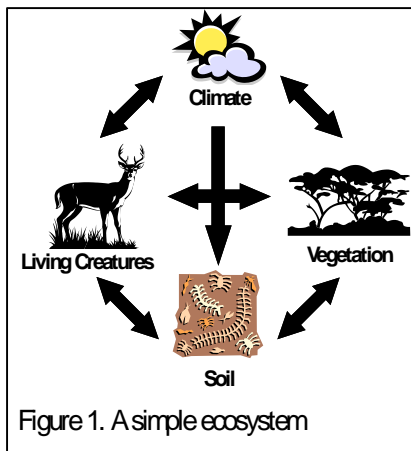 Climate
Living Creatures
Vegetation
Soil
Figure 1. A simple ecosystem